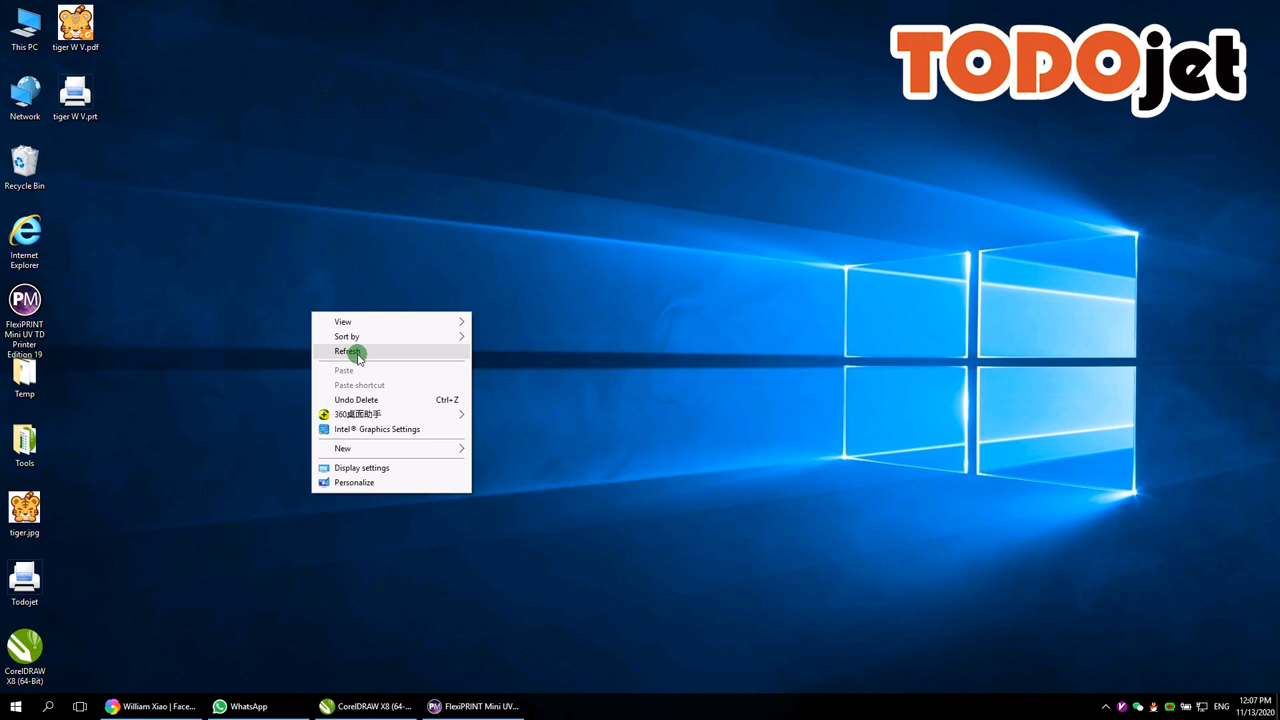 This PC
tiger W V.pdf
TODOjet
Network
tiger W V.prt
Recycle Bin
Internet
Explorer
PM
FlexiPRINT
Mini UV TD
Printer
Edition 19
Temp
Tools
tiger.jpg
Todojet
CorelDRAW
X8 (64-Bit)
View
Sort by
Refresh
Paste
Paste shortcut
Undo Delete Ctrl+Z
360桌面助手
Intel® Graphics Settings
New
Display settings
Personalize
William Xiao | Face...
WhatsApp
CorelDRAW X8 (64-...
PM
FlexiPRINT Mini UV...
ENG
12:07 PM
11/13/2020